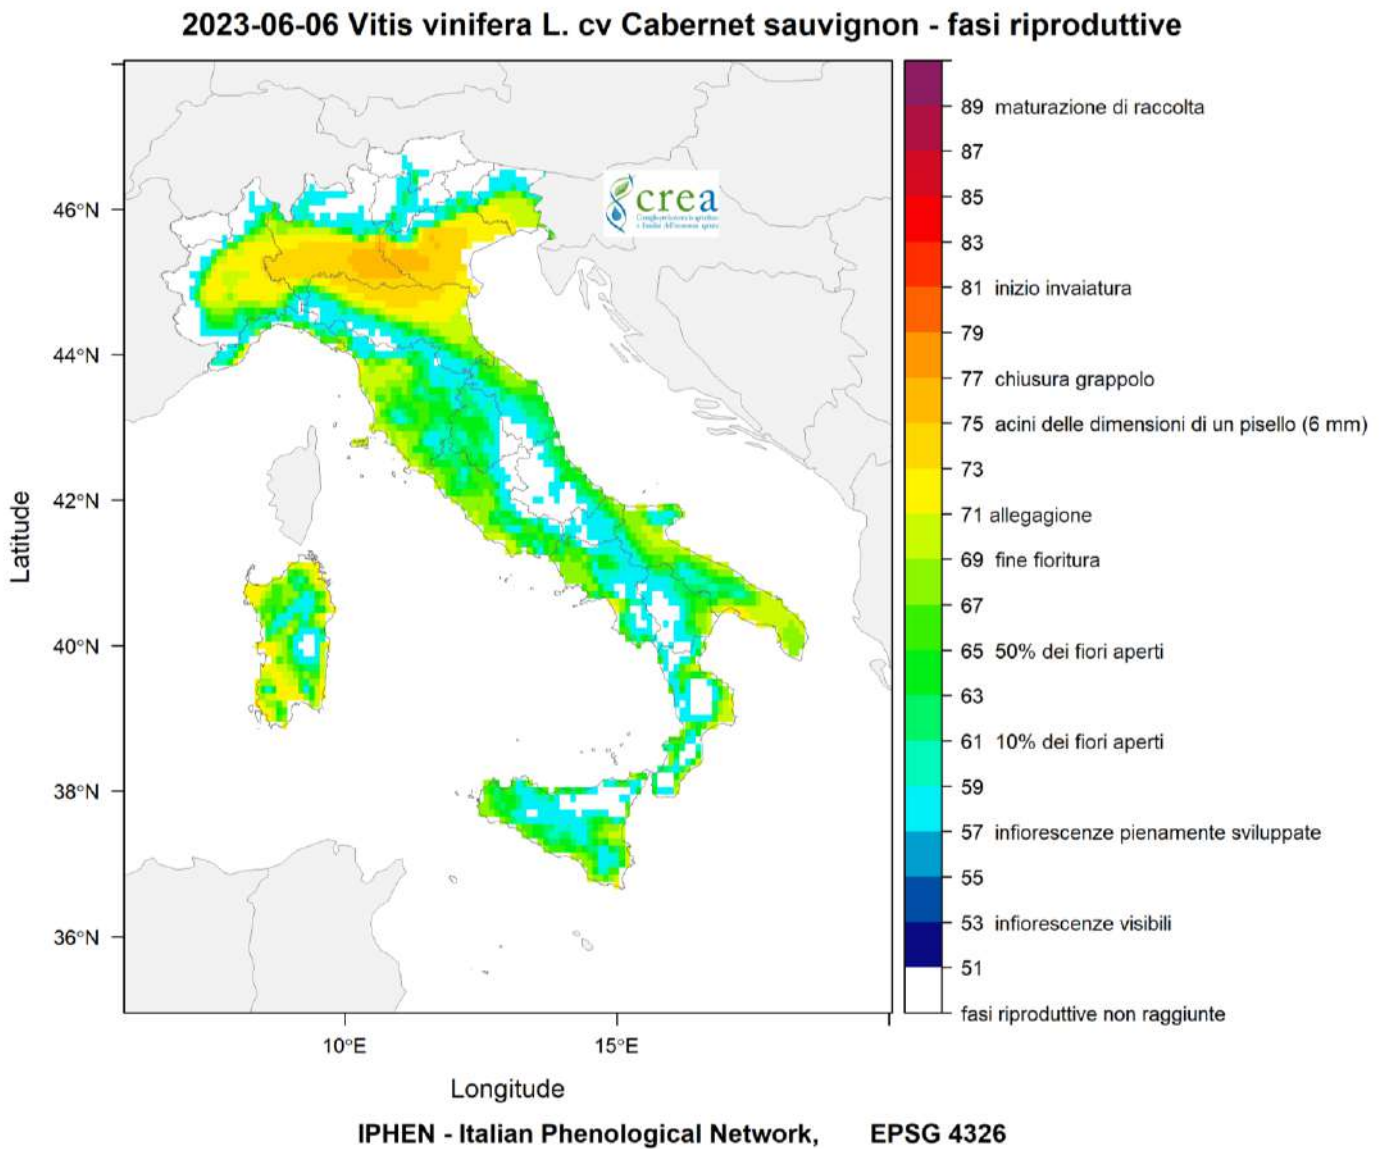 2023-06-06 Vitis vinifera L. cv Cabernet sauvignon - fasi riproduttive
crea
46°N
44°N
42°N
40°N
38°N
36°N
Latitude
10°E
15°E
Longitude
89 maturazione di raccolta
87
85
83
81 inizio invaiatura
79
77 chiusura grappolo
75 acini delle dimensioni di un pisello (6 mm)
73
71 allegagione
69 fine fioritura
67
65 50% dei fiori aperti
63
61 10% dei fiori aperti
59
57 infiorescenze pienamente sviluppate
55
53 infiorescenze visibili
51
fasi riproduttive non raggiunte
IPHEN - Italian Phenological Network, EPSG 4326